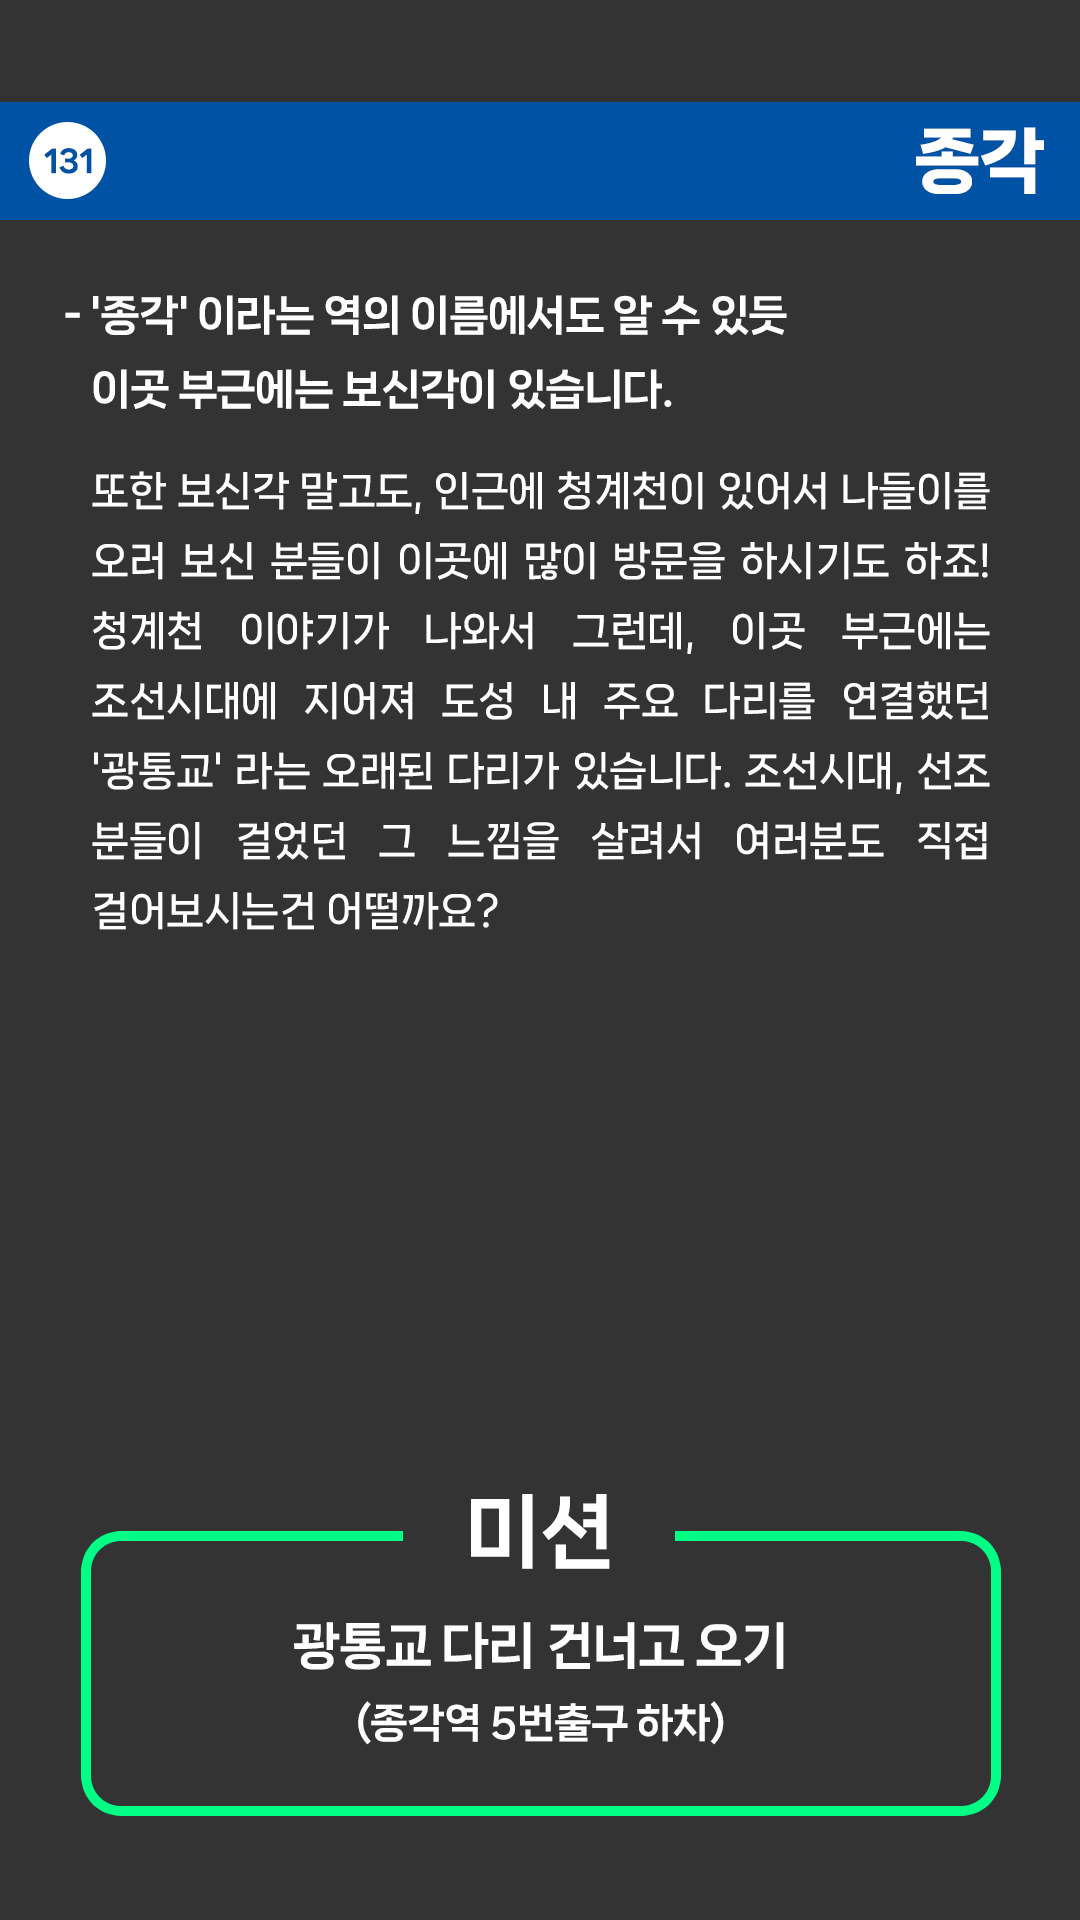 131
종각
- '종각' 이라는 역의 이름에서도 알 수 있듯
이곳 부근에는 보신각이 있습니다.
또한 보신각 말고도, 인근에 청계천이 있어서 나들이를
오러 보신 분들이 이곳에 많이 방문을 하시기도 하죠!
청계천 이야기가 나와서 그런데, 이곳 부근에는
조선시대에 지어져 도성 내 주요 다리를 연결했던
'광통교' 라는 오래된 다리가 있습니다. 조선시대, 선조
분들이 걸었던 그 느낌을 살려서 여러분도 직접
걸어보시는건 어떨까요?
미션
광통교 다리 건너고 오기
(종각역 5번출구 하차)